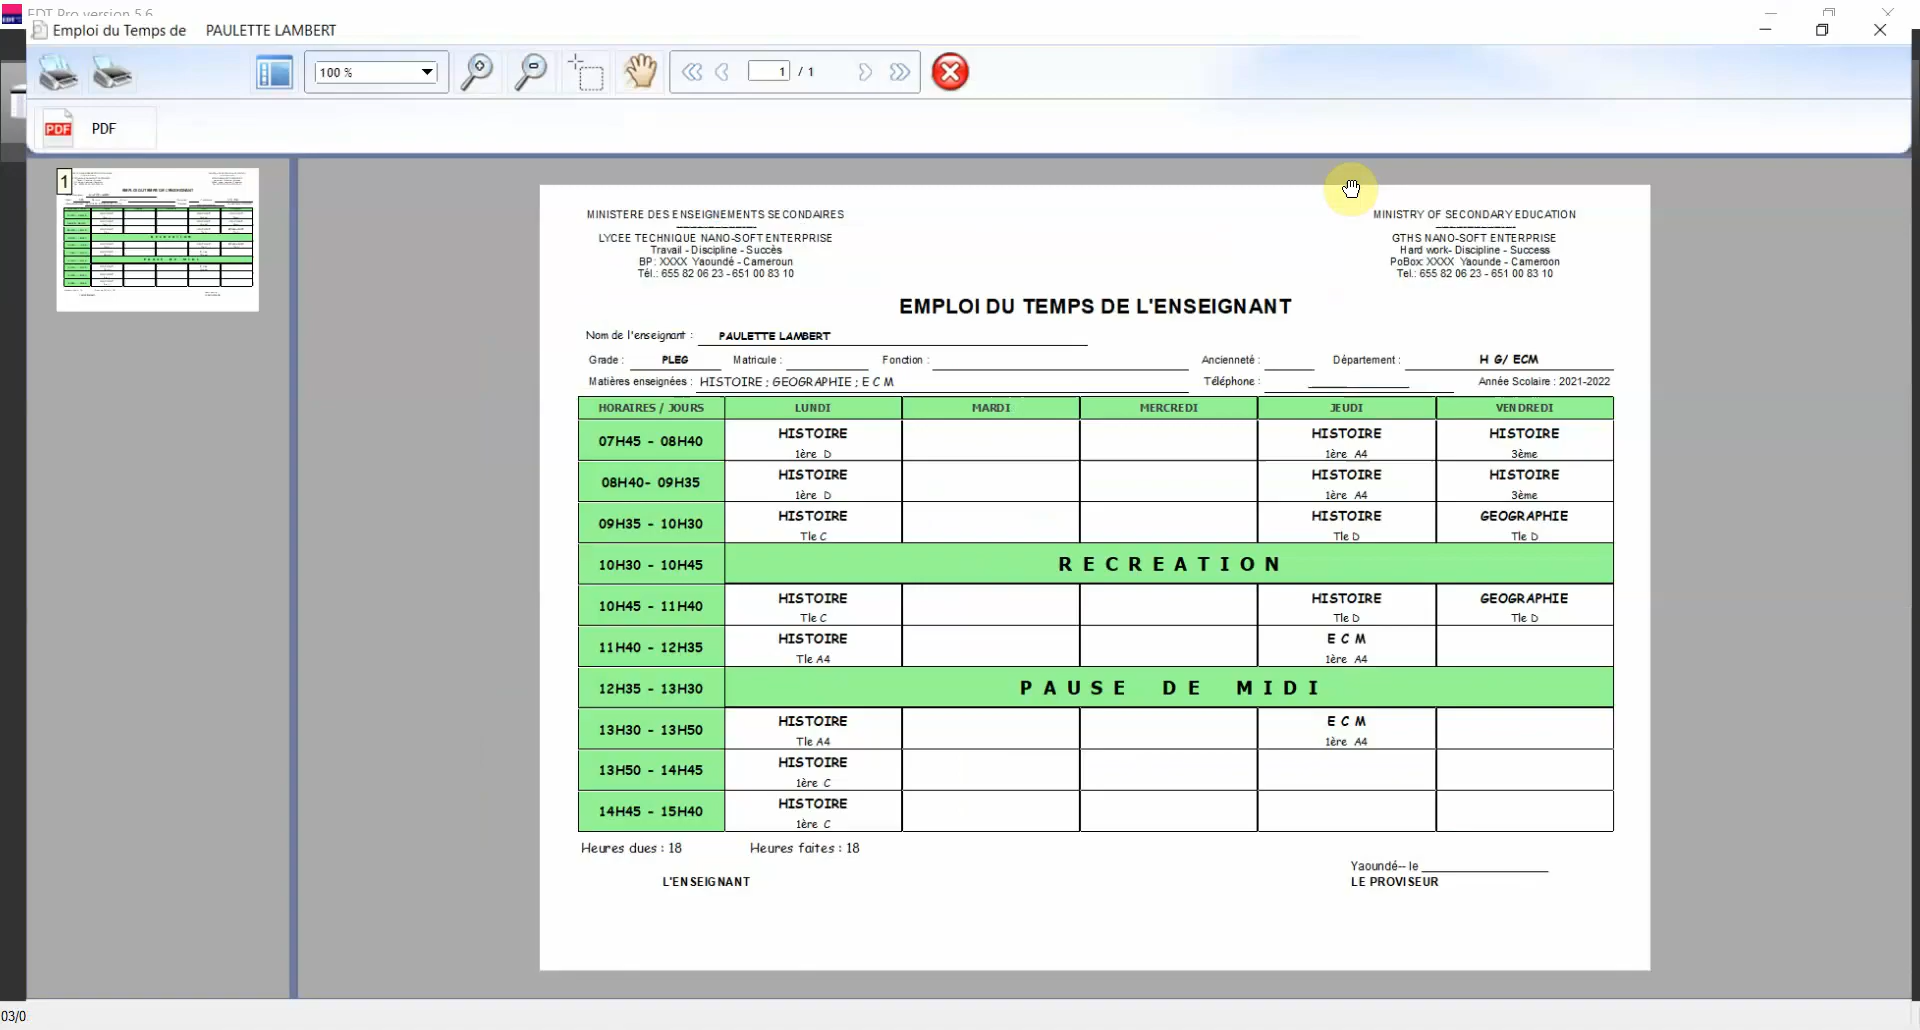 EDT Pro version 5.6
Emploi du Temps de PAULETTE LAMBERT
100 %
1 / 1
PDF PDF
1
MINISTERE DES ENSEIGNEMENTS SECONDAIRES
LYCEE TECHNIQUE NANO-SOFT ENTERPRISE
Travail - Discipline - Succès
BP: XXXX Yaoundé - Cameroun
Tél.: 655 82 06 23 - 651 00 83 10
MINISTRY OF SECONDARY EDUCATION
GTHS NANO-SOFT ENTERPRISE
Hard work- Discipline - Success
PoBox: XXXX Yaounde - Cameroon
Tel.: 655 82 06 23 - 651 00 83 10
EMPLOI DU TEMPS DE L'ENSEIGNANT
Nom de l'enseignant : PAULETTE LAMBERT
Grade : PLEG Matricule : Fonction : Ancienneté : Département : H G/ ECM
Matières enseignées : HISTOIRE ; GEOGRAPHIE ; E C M Téléphone : Année Scolaire : 2021-2022
HORAIRES / JOURS LUNDI MARDI MERCREDI JEUDI VENDREDI
07H45 - 08H40 HISTOIRE HISTOIRE HISTOIRE
1ère D 1ère A4 3ème
08H40- 09H35 HISTOIRE HISTOIRE HISTOIRE
1ère D 1ère A4 3ème
09H35 - 10H30 HISTOIRE HISTOIRE GEOGRAPHIE
Tle C Tle D Tle D
10H30 - 10H45 RECREATION
10H45 - 11H40 HISTOIRE HISTOIRE GEOGRAPHIE
Tle C Tle D Tle D
11H40 - 12H35 HISTOIRE E C M
Tle A4 1ère A4
12H35 - 13H30 PAUSE DE MIDI
13H30 - 13H50 HISTOIRE E C M
Tle A4 1ère A4
13H50 - 14H45 HISTOIRE
1ère C
14H45 - 15H40 HISTOIRE
1ère C
Heures dues : 18 Heures faites : 18
Yaoundé-- le
L'ENSEIGNANT LE PROVISEUR
03/0